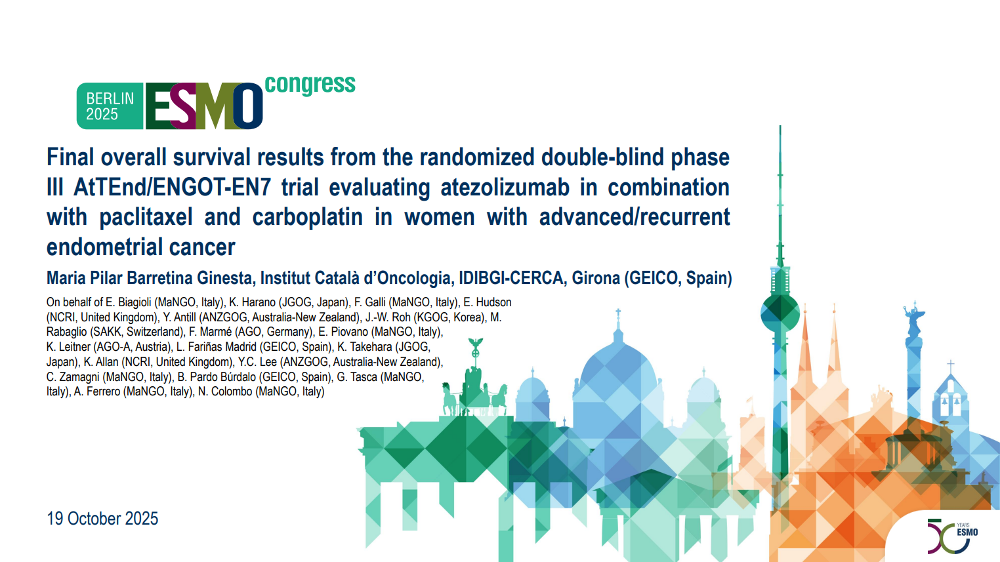 BERLIN
2025
ESMO
congress
Final overall survival results from the randomized double-blind phase
III AtTEnd/ENGOT-EN7 trial evaluating atezolizumab in combination
with paclitaxel and carboplatin in women with advanced/recurrent
endometrial cancer
Maria Pilar Barretina Ginesta, Institut Català d’Oncologia, IDIBGI-CERCA, Girona (GEICO, Spain)
On behalf of E. Biagioli (MaNGO, Italy), K. Harano (JGOG, Japan), F. Galli (MaNGO, Italy), E. Hudson
(NCRI, United Kingdom), Y. Antill (ANZGOG, Australia-New Zealand), J.-W. Roh (KGOG, Korea), M.
Rabaglio (SAKK, Switzerland), F. Marmé (AGO, Germany), E. Piovano (MaNGO, Italy),
K. Leitner (AGO-A, Austria), L. Fariñas Madrid (GEICO, Spain), K. Takehara (JGOG,
Japan), K. Allan (NCRI, United Kingdom), Y.C. Lee (ANZGOG, Australia-New Zealand),
C. Zamagni (MaNGO, Italy), B. Pardo Búrdalo (GEICO, Spain), G. Tasca (MaNGO,
Italy), A. Ferrero (MaNGO, Italy), N. Colombo (MaNGO, Italy)
19 October 2025
50
YEARS
ESMO